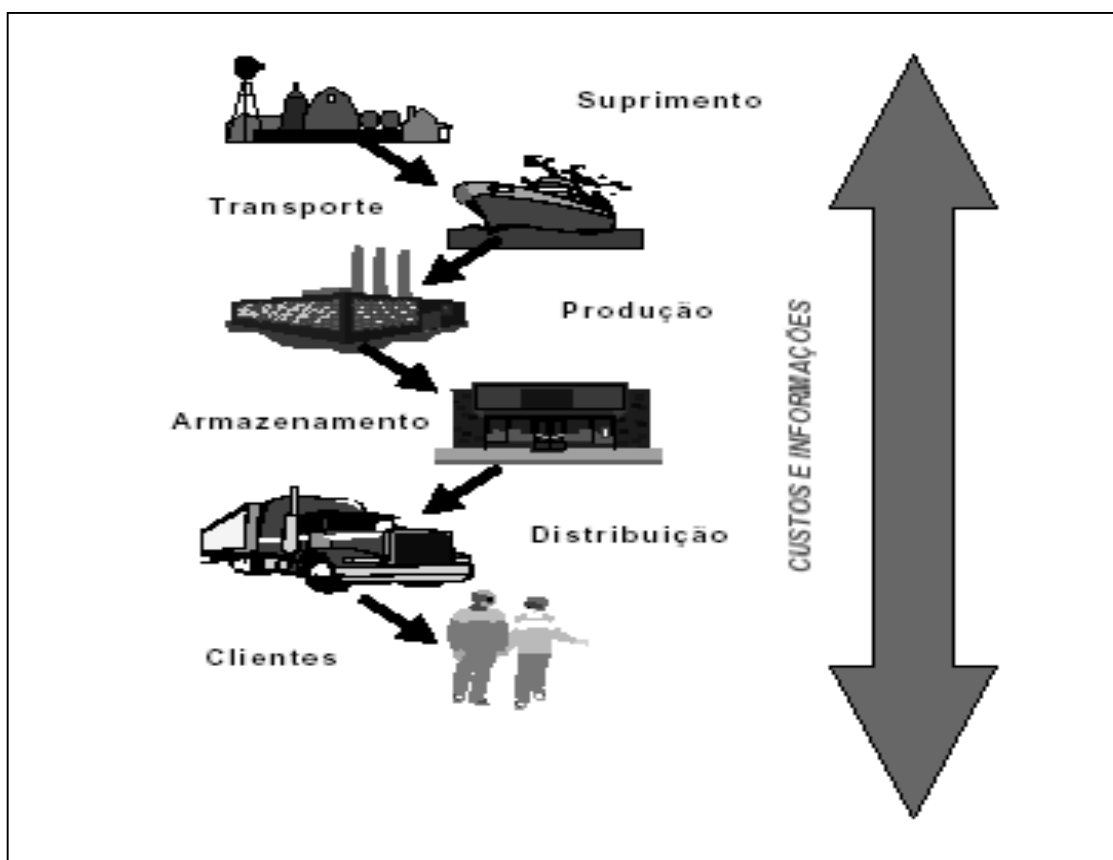 Suprimento
Transporte
Produção
Armazenamento
Distribuição
Clientes
CUSTOS E INFORMAÇÕES